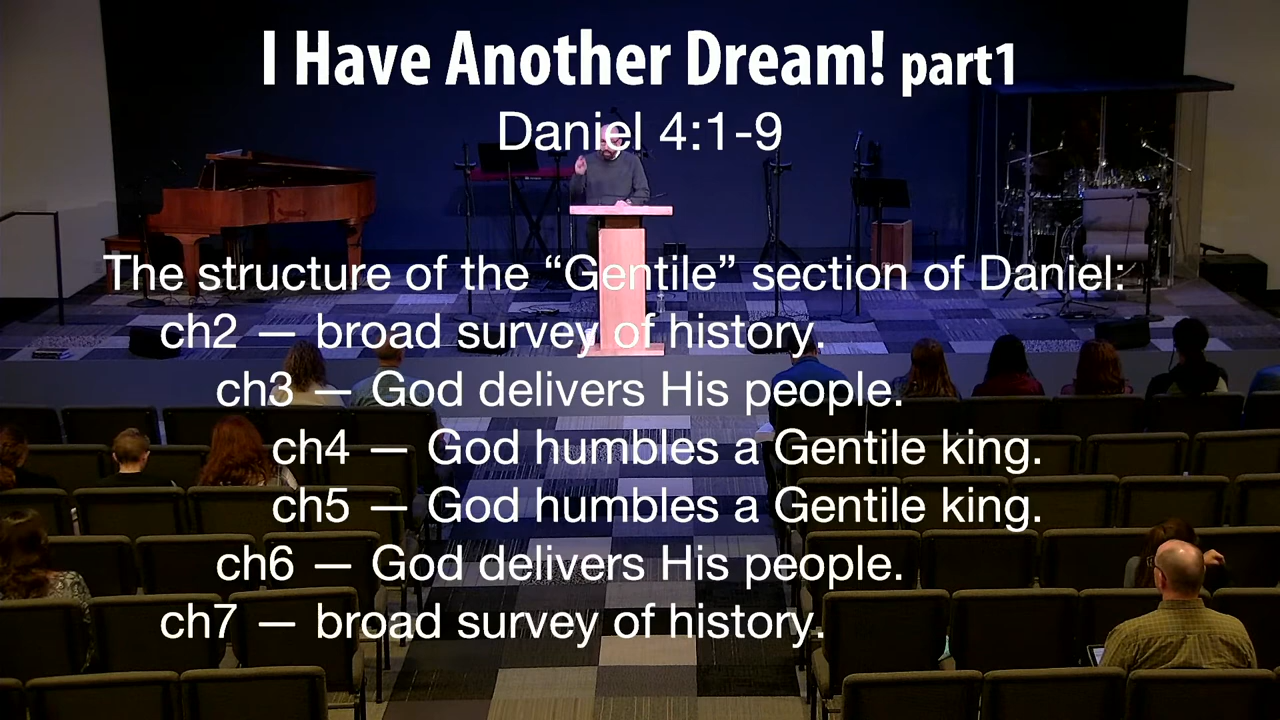 I Have Another Dream! part1
Daniel 4:1-9
The structure of the “Gentile” section of Daniel:
ch2 — broad survey of history.
ch3 — God delivers His people.
ch4 — God humbles a Gentile king.
ch5 — God humbles a Gentile king.
ch6 — God delivers His people.
ch7 — broad survey of history.